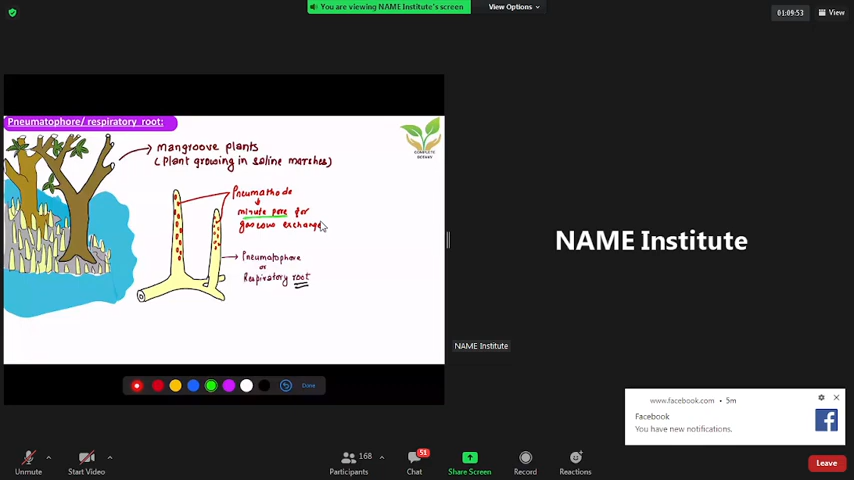 You are viewing NAME Institute's screen
View Options
01:09:53
View
Pneumatophore/ respiratory root:
mangroove plants
(Plant growing in saline marshes)
COMPLETE
Pneumathode
minute pore for
gaseous exchange
Pneumatophore
or
Respiratory root
Done
NAME Institute
NAME Institute
www.facebook.com • 5m
Facebook
You have new notifications.
Unmute
Start Video
168
Participants
51
Chat
Share Screen
Record
Reactions
Leave